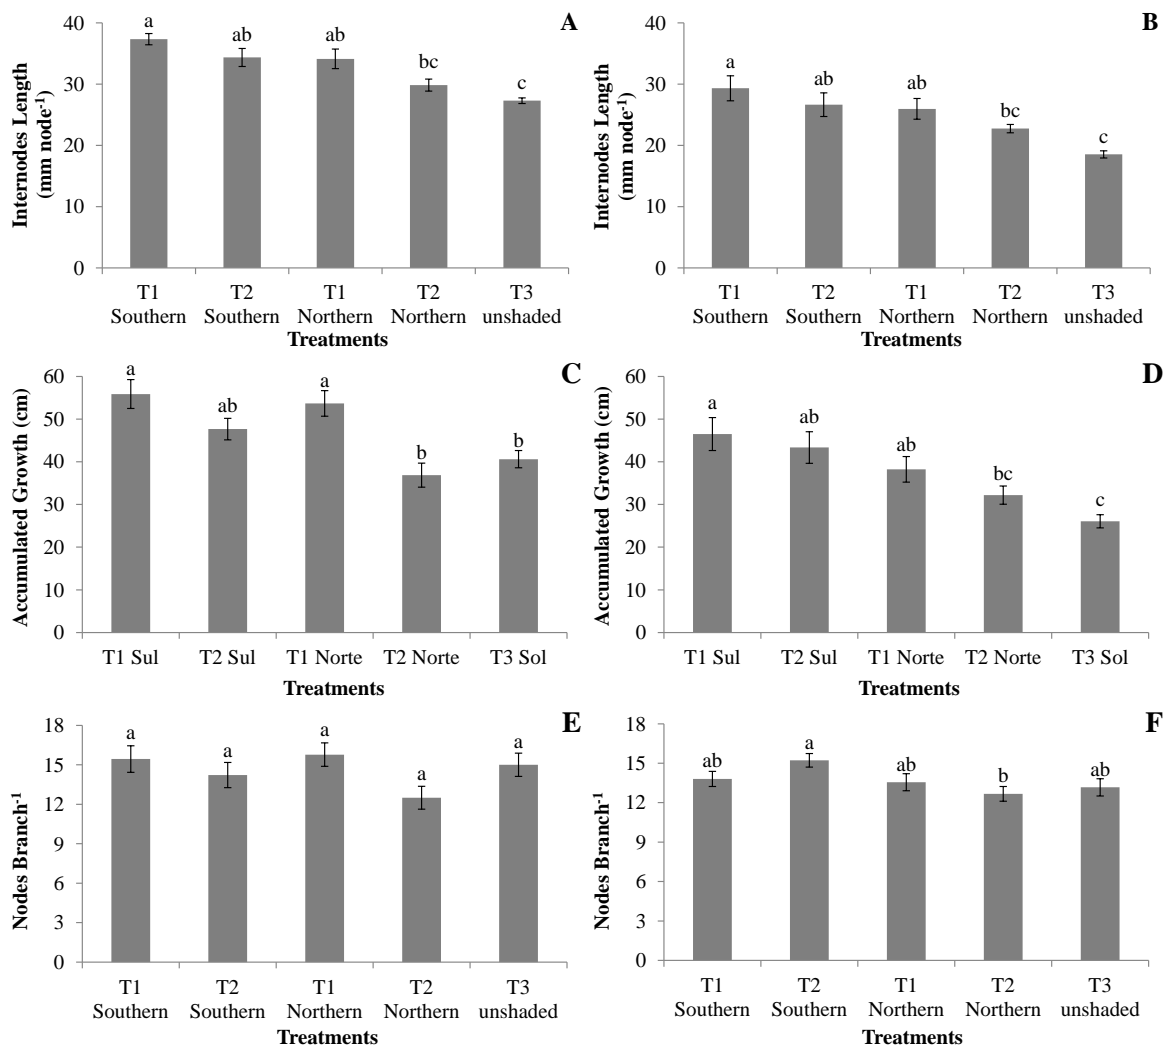 A
Internodes Length
(mm node-1)
40
30
20
10
0
a
ab
ab
bc
c
T1 Southern
T2 Southern
T1 Northern
T2 Northern
T3 unshaded
Treatments
B
Internodes Length
(mm node-1)
40
30
20
10
0
a
ab
ab
bc
c
T1 Southern
T2 Southern
T1 Northern
T2 Northern
T3 unshaded
Treatments
C
Accumulated Growth (cm)
60
50
40
30
20
10
0
a
ab
a
b
b
T1 Sul
T2 Sul
T1 Norte
T2 Norte
T3 Sol
Treatments
D
Accumulated Growth (cm)
60
50
40
30
20
10
0
a
ab
ab
bc
c
T1 Sul
T2 Sul
T1 Norte
T2 Norte
T3 Sol
Treatments
E
Nodes Branch-1
18
15
12
9
6
3
0
a
a
a
a
a
T1 Southern
T2 Southern
T1 Northern
T2 Northern
T3 unshaded
Treatments
F
Nodes Branch-1
18
15
12
9
6
3
0
ab
a
ab
b
ab
T1 Southern
T2 Southern
T1 Northern
T2 Northern
T3 unshaded
Treatments